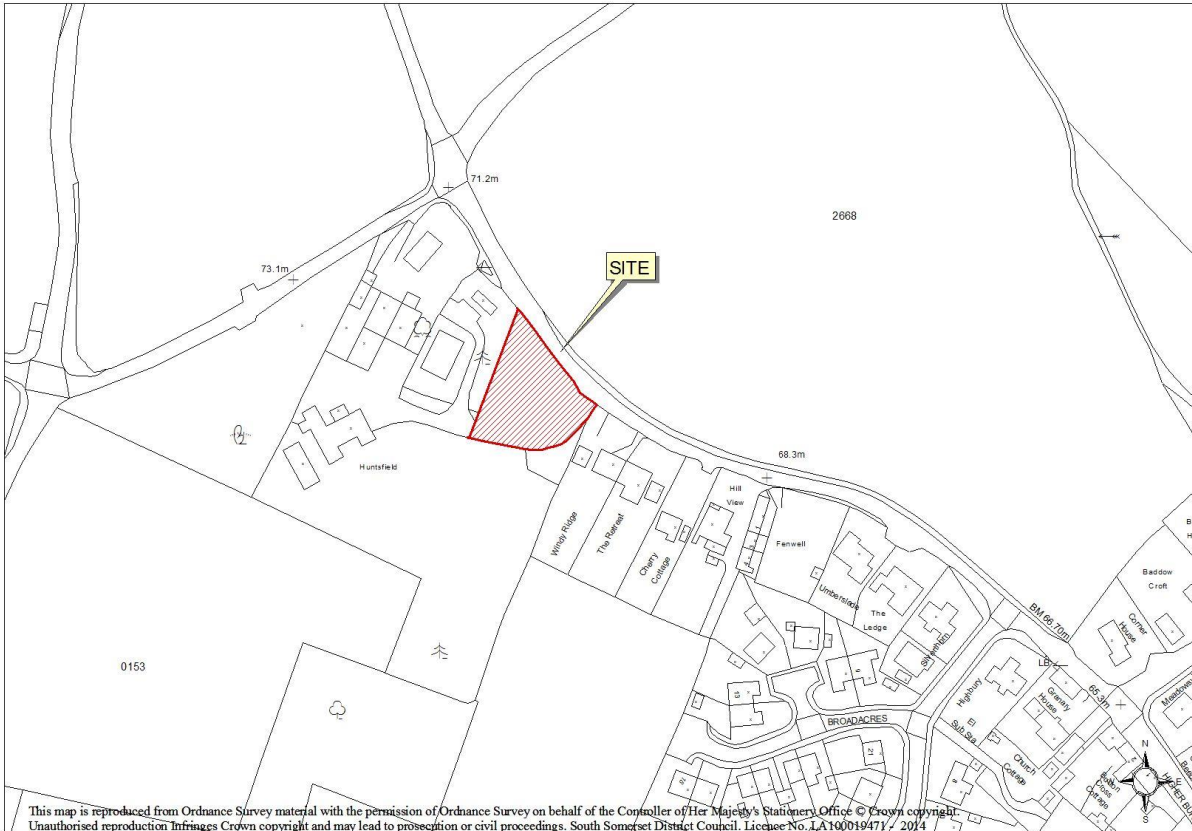 71.2m
2668
SITE
73.1m
Huntsfield
68.3m
Hill
View
Windy Ridge
The Retreat
Cherry
Cottage
Fenwell
Umberslade
The
Ledge
Silverthorn
BM 66.70m
Baddow
Croft
Corner
House
0153
LB
65.3m
Highbury
Granary
House
El
Sub Sta
Church
Cottage
13
9
BROADACRES
21
N
E
S
This map is reproduced from Ordnance Survey material with the permission of Ordnance Survey on behalf of the Controller of Her Majesty's Stationery Office © Crown copyright.
Unauthorised reproduction infringes Crown copyright and may lead to prosecution or civil proceedings. South Somerset District Council. Licence No. LA100019471 - 2014